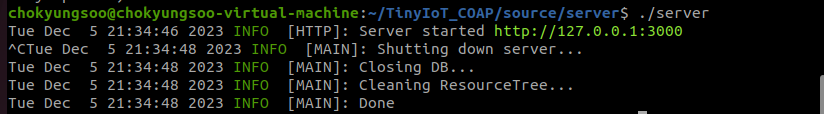 chokyungsoo@chokyungsoo-virtual-machine:~/TinyIoT_COAP/source/server$ ./server
Tue Dec  5 21:34:46 2023 INFO  [HTTP]: Server started http://127.0.0.1:3000
^CTue Dec  5 21:34:48 2023 INFO  [MAIN]: Shutting down server...
Tue Dec  5 21:34:48 2023 INFO  [MAIN]: Closing DB...
Tue Dec  5 21:34:48 2023 INFO  [MAIN]: Cleaning ResourceTree...
Tue Dec  5 21:34:48 2023 INFO  [MAIN]: Done